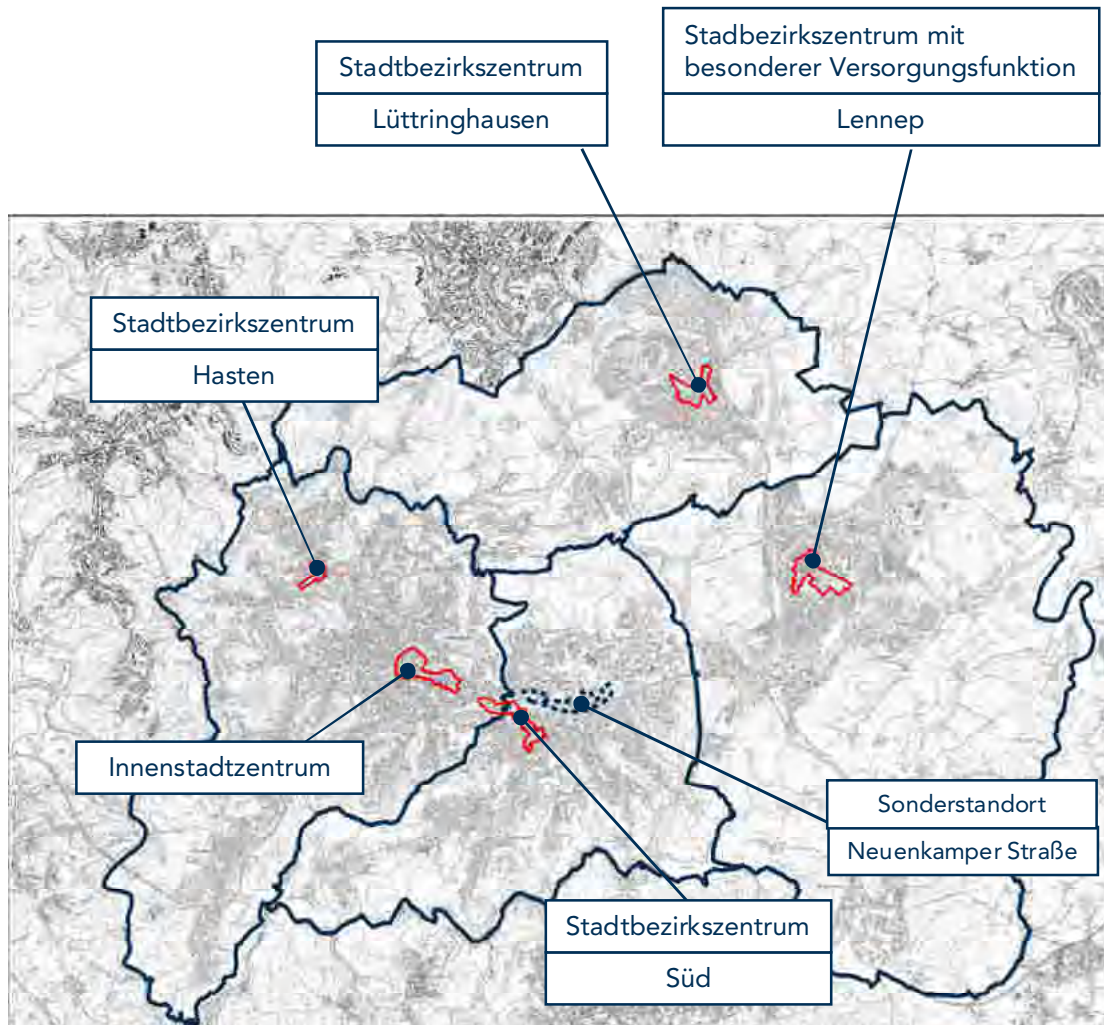 Stadtbezirkszentrum
Lüttringhausen
Stadbezirkszentrum mit
besonderer Versorgungsfunktion
Lennep
Stadtbezirkszentrum
Hasten
Innenstadtzentrum
Sonderstandort
Neuenkamper Straße
Stadtbezirkszentrum
Süd